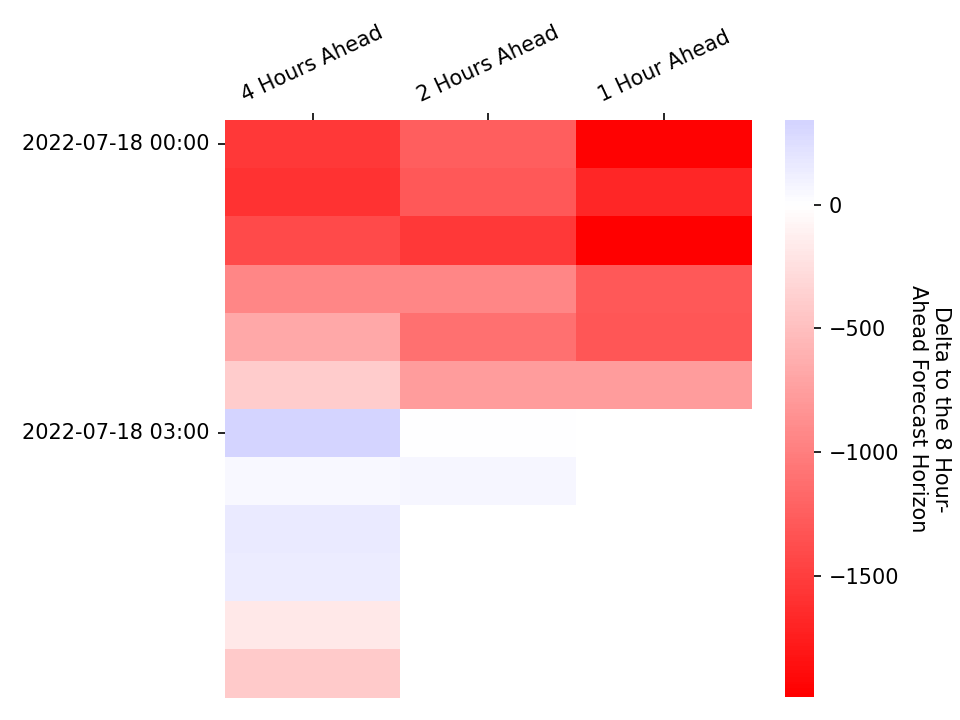 4 Hours Ahead
2 Hours Ahead
1 Hour Ahead
2022-07-18 00:00
2022-07-18 03:00
0
−500
−1000
−1500
Delta to the 8 Hour-
Ahead Forecast Horizon